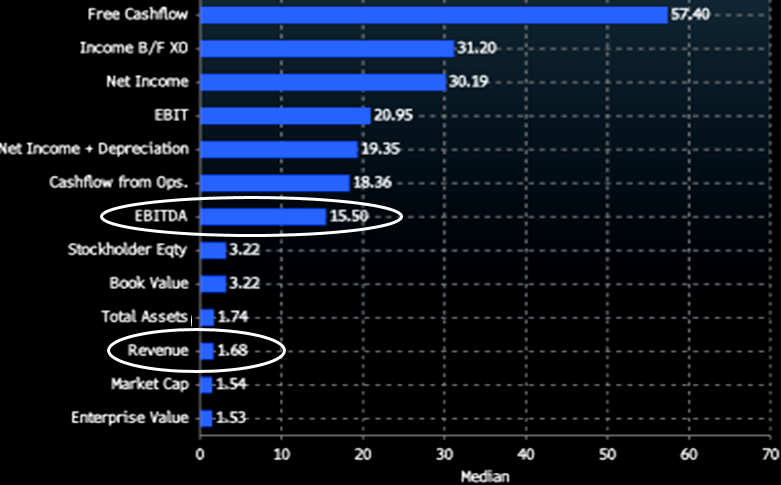 Free Cashflow 57.40
Income B/F XO 31.20
Net Income 30.19
EBIT 20.95
Net Income + Depreciation 19.35
Cashflow from Ops. 18.36
EBITDA 15.50
Stockholder Eqty 3.22
Book Value 3.22
Total Assets 1.74
Revenue 1.68
Market Cap 1.54
Enterprise Value 1.53
0 10 20 30 40 50 60 70
Median